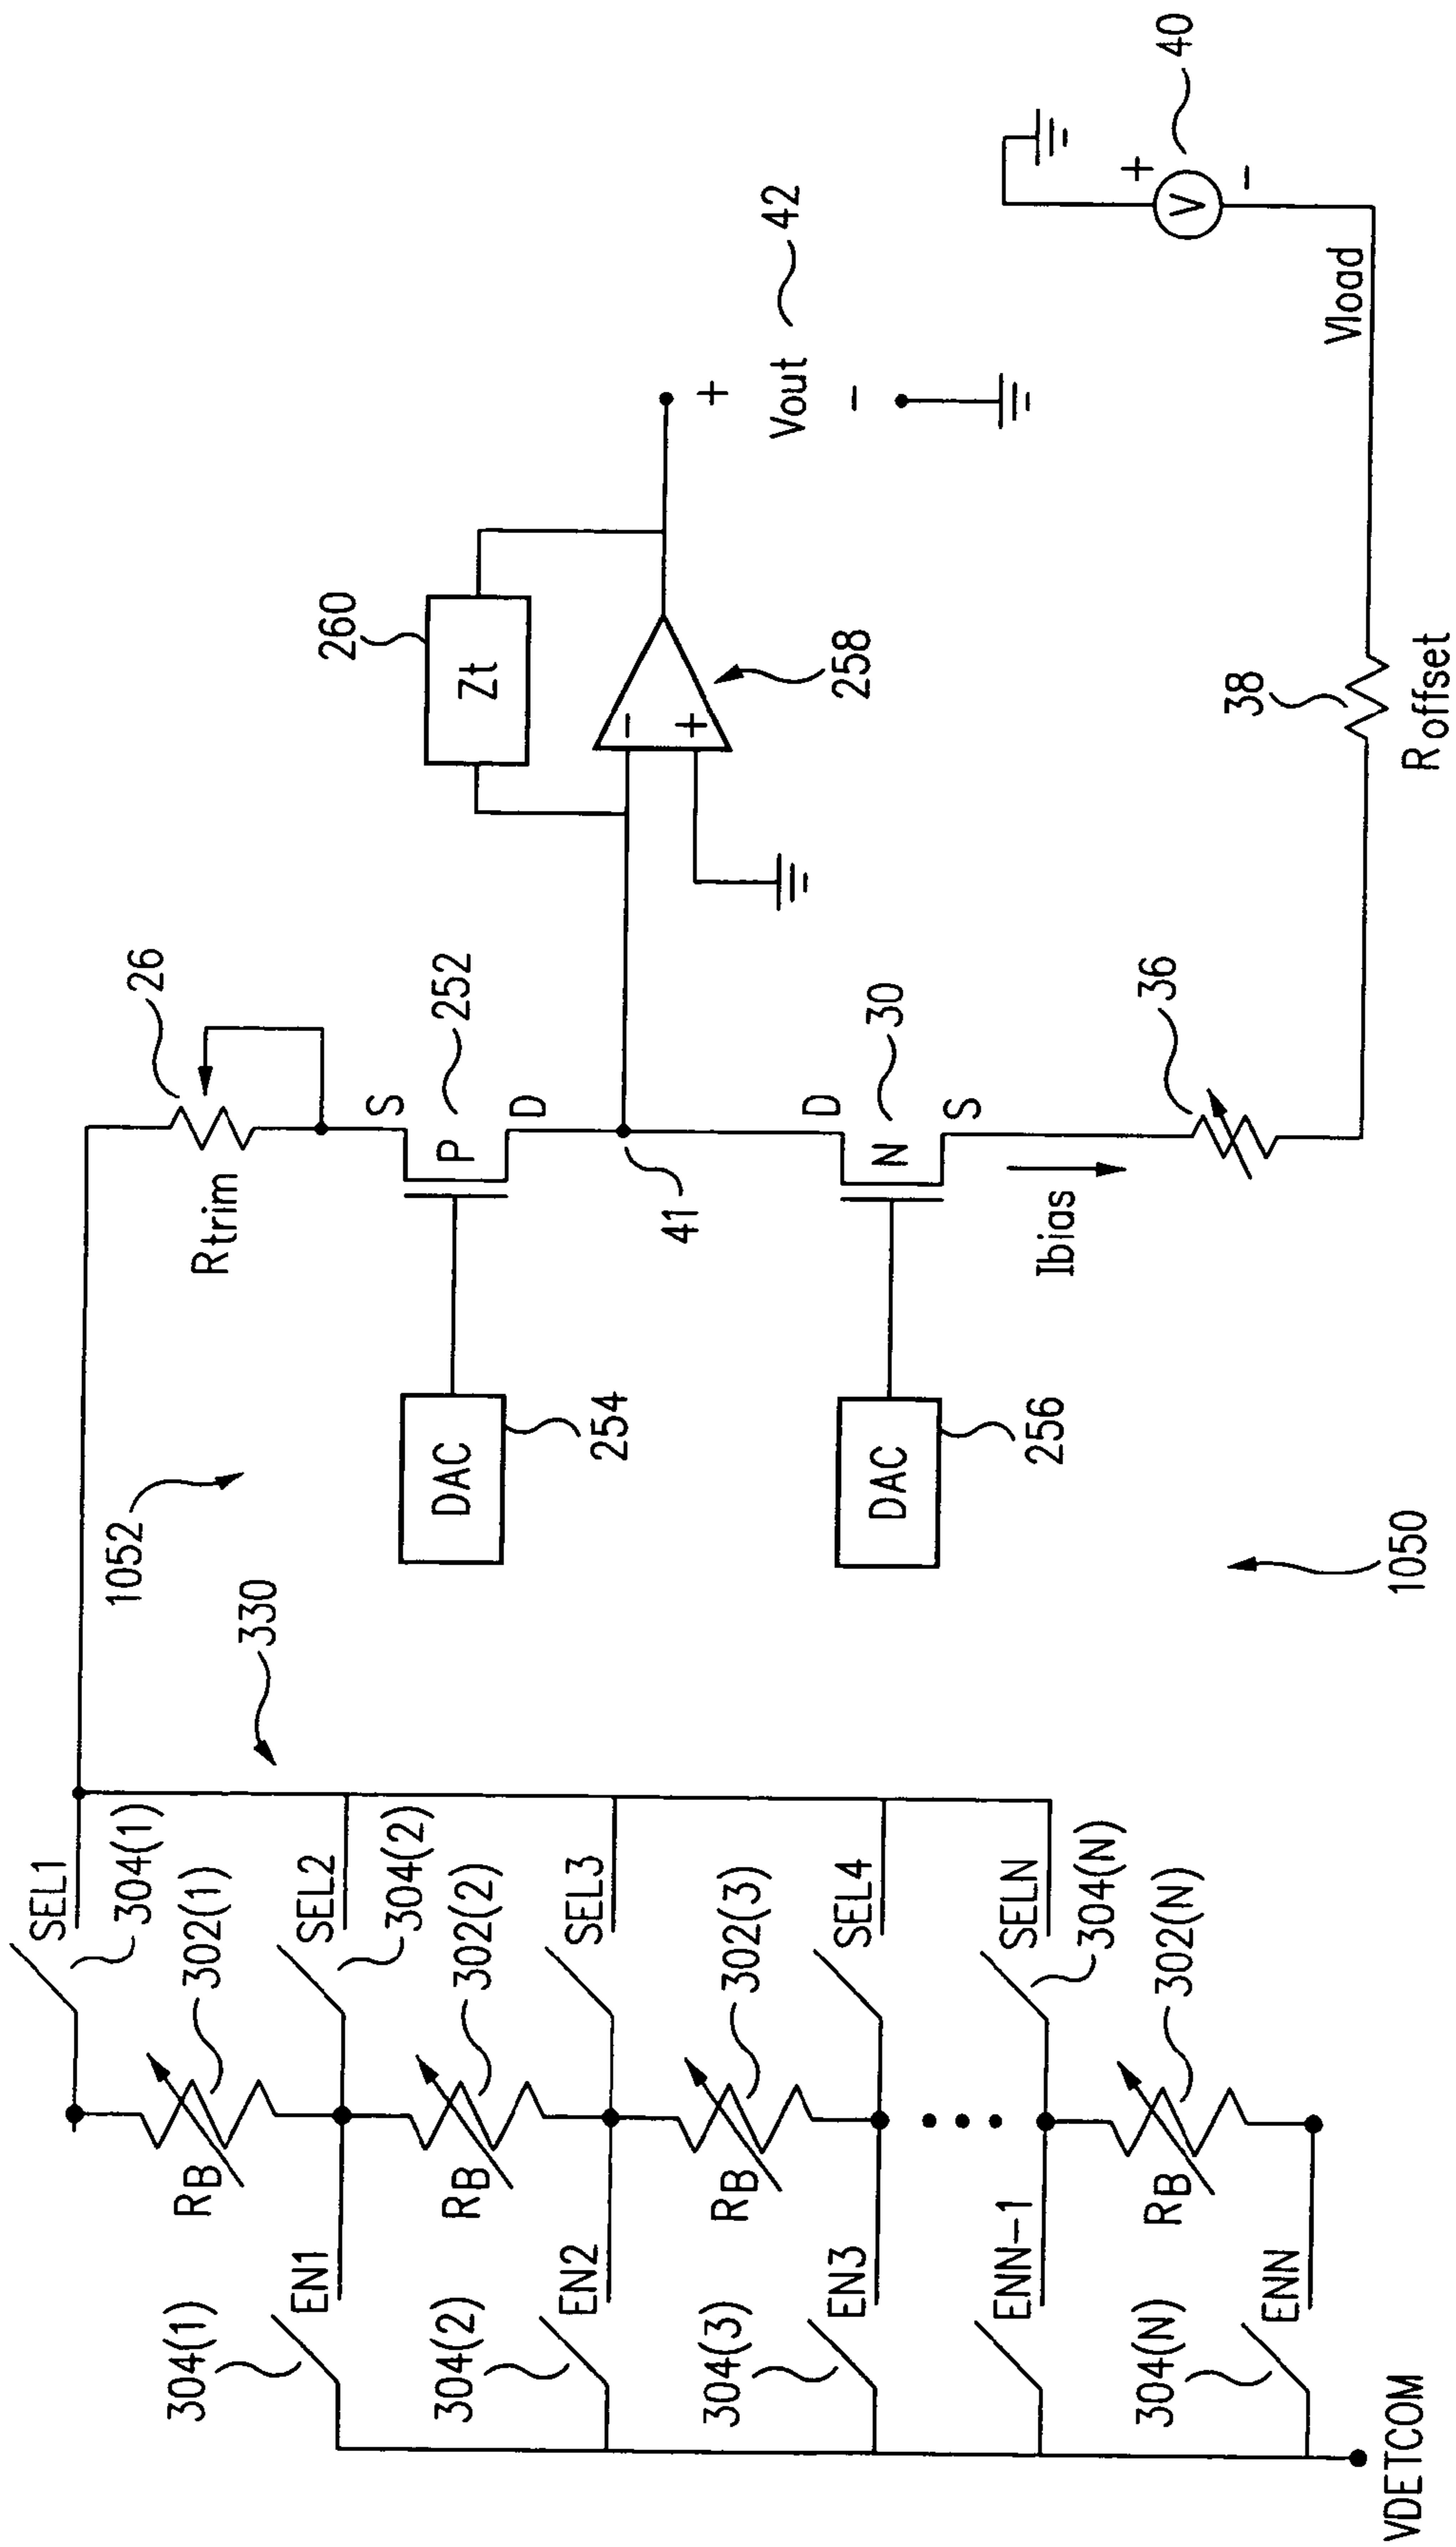 1052
330
SEL1
304(1)
302(1)
RB
EN1
304(1)
SEL2
304(2)
302(2)
RB
EN2
304(2)
SEL3
302(3)
RB
EN3
304(3)
SEL4
SELN
304(N)
ENN-1
302(N)
RB
ENN
304(N)
VDETCOM
26
Rtrim
S
P
252
D
DAC
254
41
260
Zt
-
+
258
+
Vout
-
42
D
N
30
S
DAC
256
Ibias
36
38
Roffset
Vload
+
V
-
40
1050